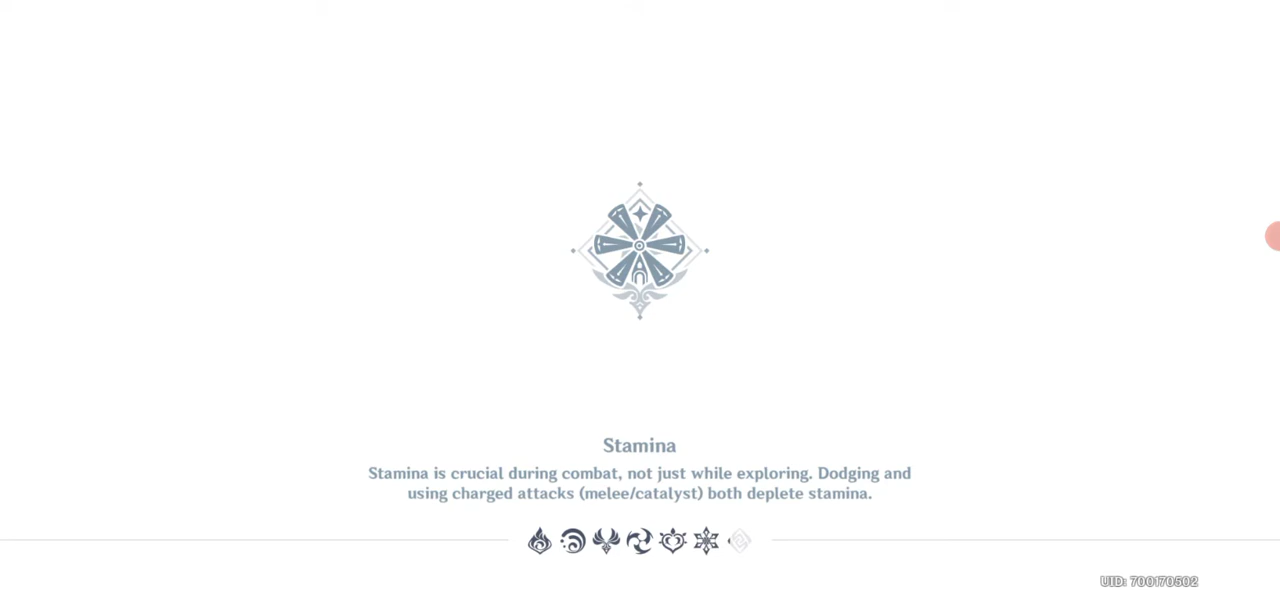 Stamina
Stamina is crucial during combat, not just while exploring. Dodging and
using charged attacks (melee/catalyst) both deplete stamina.
UID: 700170502